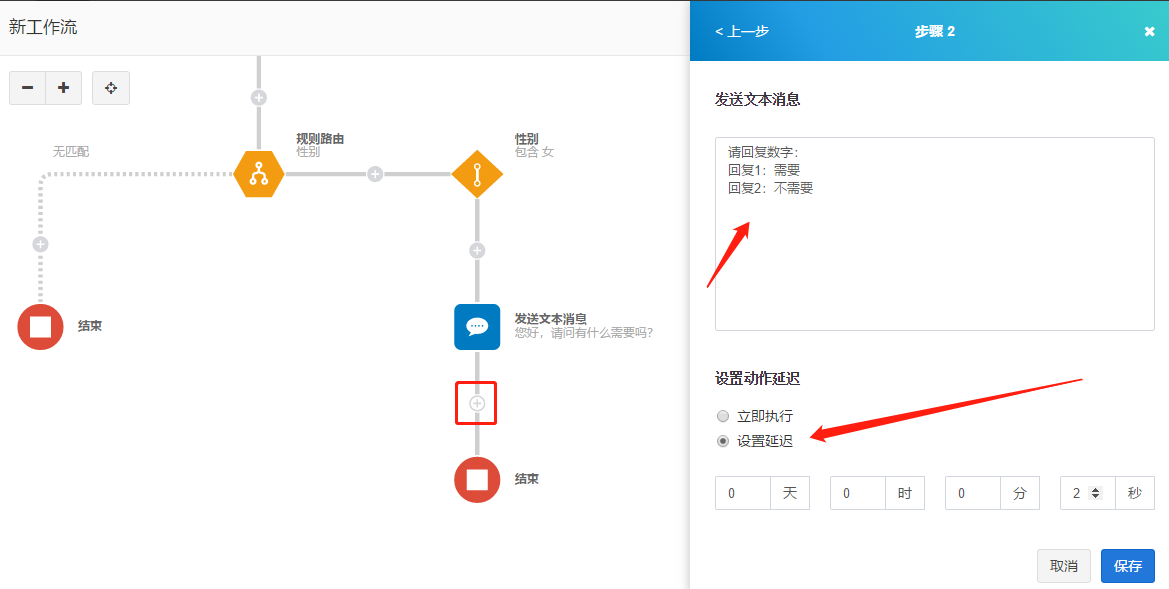 新工作流
无匹配
规则路由
性别
性别
包含 女
结束
发送文本消息
您好，请问有什么需要吗?
结束
< 上一步
步骤 2
发送文本消息
请回复数字：
回复1：需要
回复2：不需要
设置动作延迟
立即执行
设置延迟
0 天 0 时 0 分 2 秒
取消 保存